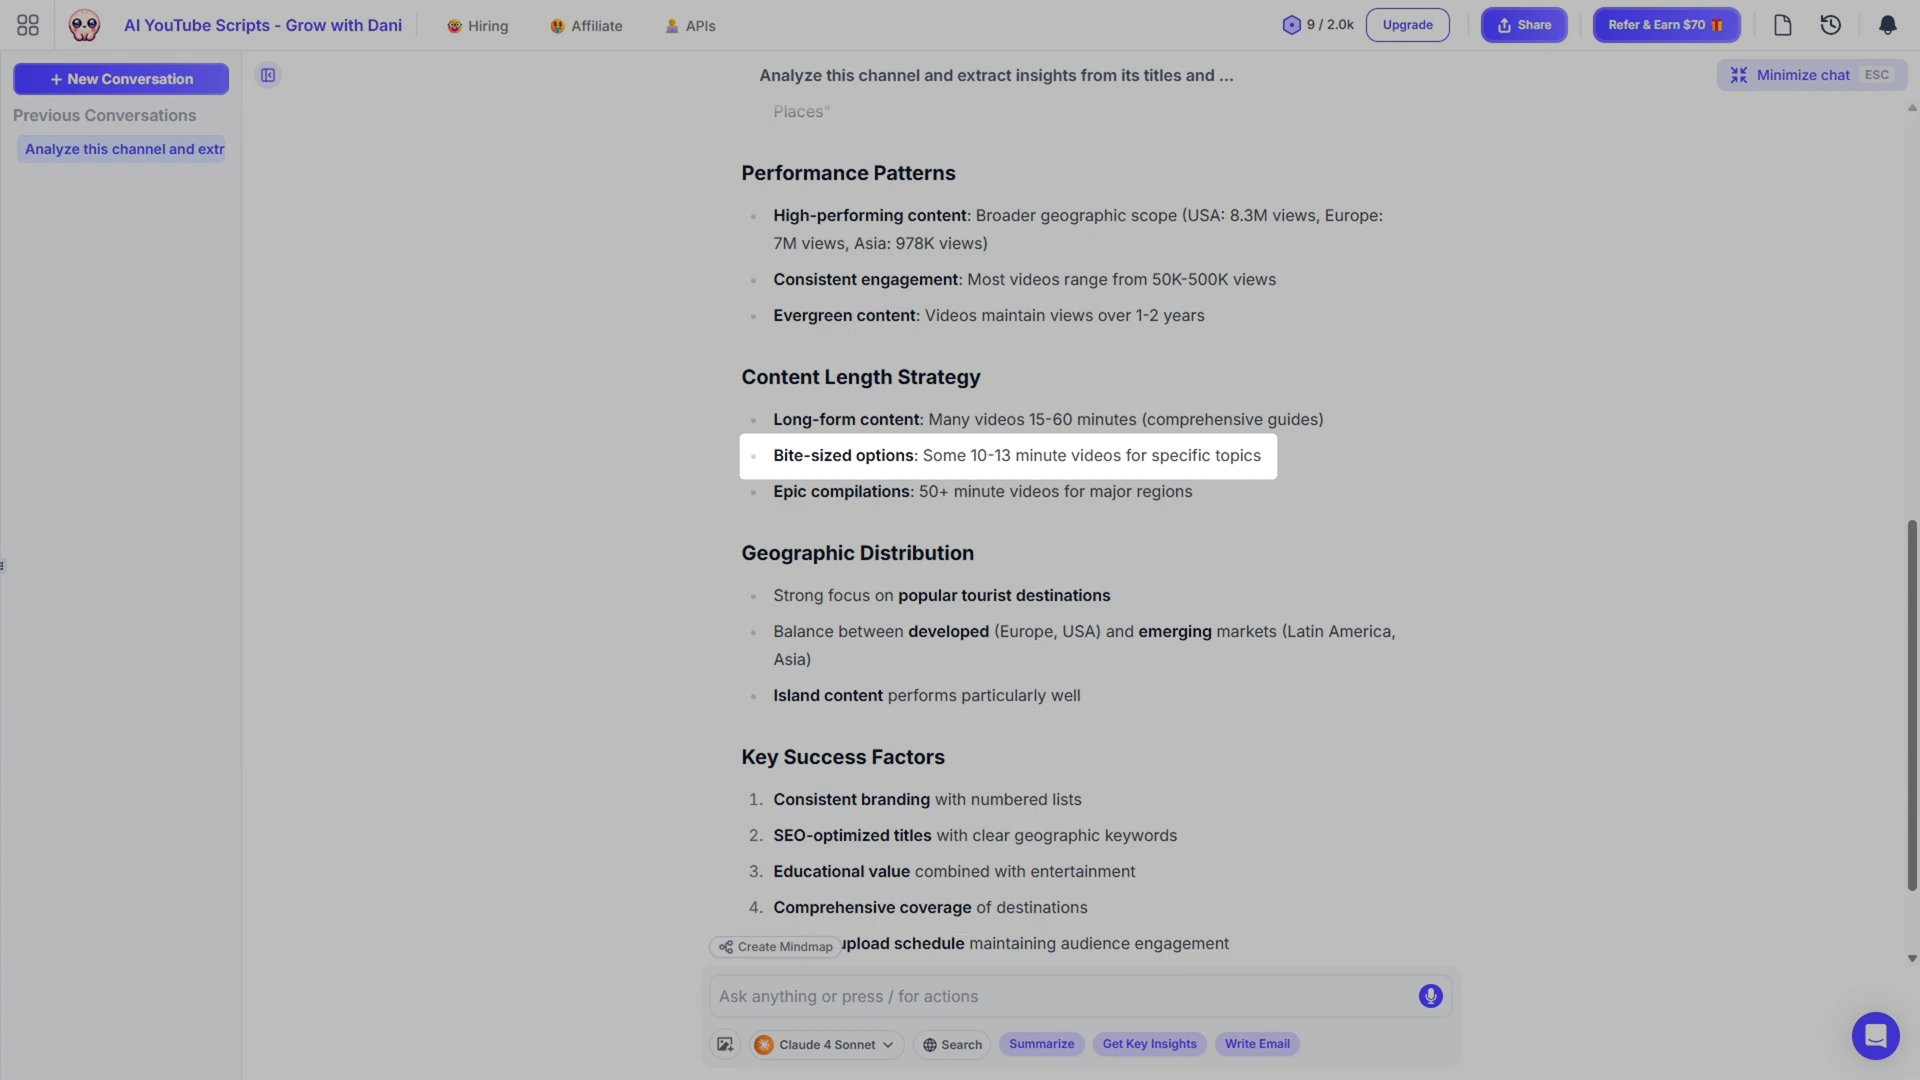 AI YouTube Scripts - Grow with Dani
Hiring
Affiliate
APIs
9 / 2.0k
Upgrade
Share
Refer & Earn $70
+ New Conversation
Analyze this channel and extract insights from its titles and ...
Minimize chat ESC
Previous Conversations
Analyze this channel and extr
Places"
Performance Patterns
High-performing content: Broader geographic scope (USA: 8.3M views, Europe:
7M views, Asia: 978K views)
Consistent engagement: Most videos range from 50K-500K views
Evergreen content: Videos maintain views over 1-2 years
Content Length Strategy
Long-form content: Many videos 15-60 minutes (comprehensive guides)
Bite-sized options: Some 10-13 minute videos for specific topics
Epic compilations: 50+ minute videos for major regions
Geographic Distribution
Strong focus on popular tourist destinations
Balance between developed (Europe, USA) and emerging markets (Latin America,
Asia)
Island content performs particularly well
Key Success Factors
1. Consistent branding with numbered lists
2. SEO-optimized titles with clear geographic keywords
3. Educational value combined with entertainment
4. Comprehensive coverage of destinations
upload schedule maintaining audience engagement
Create Mindmap
Ask anything or press / for actions
Claude 4 Sonnet
Search
Summarize
Get Key Insights
Write Email